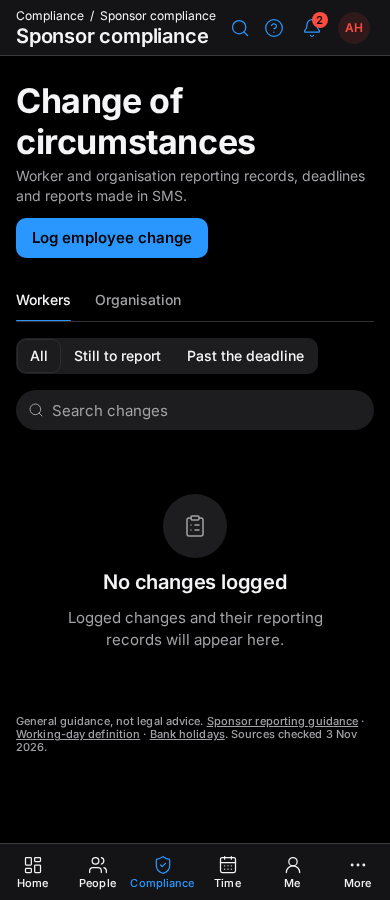 Compliance / Sponsor compliance
Sponsor compliance
2
AH
Change of
circumstances
Worker and organisation reporting records, deadlines
and reports made in SMS.
Log employee change
Workers Organisation
All Still to report Past the deadline
Search changes
No changes logged
Logged changes and their reporting
records will appear here.
General guidance, not legal advice. Sponsor reporting guidance ·
Working-day definition · Bank holidays. Sources checked 3 Nov
2026.
Home People Compliance Time Me More